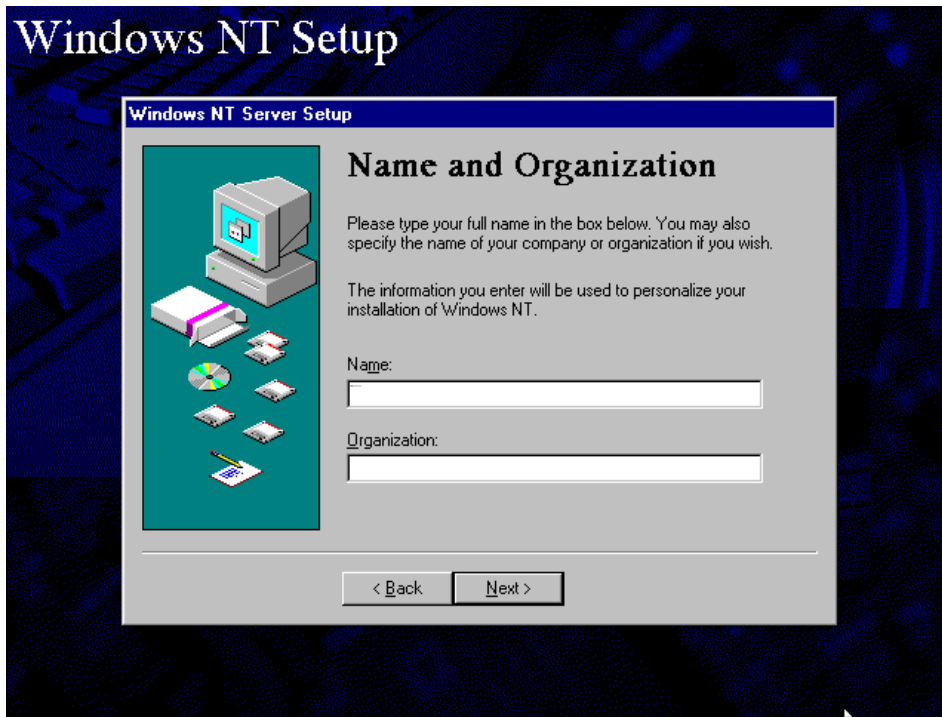 Windows NT Setup
Windows NT Server Setup
Name and Organization
Please type your full name in the box below. You may also
specify the name of your company or organization if you wish.
The information you enter will be used to personalize your
installation of Windows NT.
Name:
Organization:
< Back
Next >